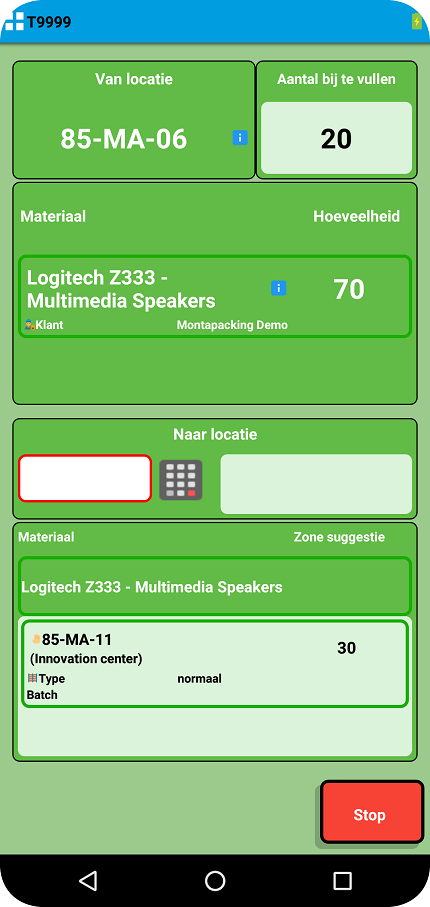 T9999
Van locatie
Aantal bij te vullen
85-MA-06
20
Materiaal
Hoeveelheid
Logitech Z333 -
Multimedia Speakers
70
Klant
Montapacking Demo
Naar locatie
Materiaal
Zone suggestie
Logitech Z333 - Multimedia Speakers
85-MA-11
30
(Innovation center)
Type
normaal
Batch
Stop